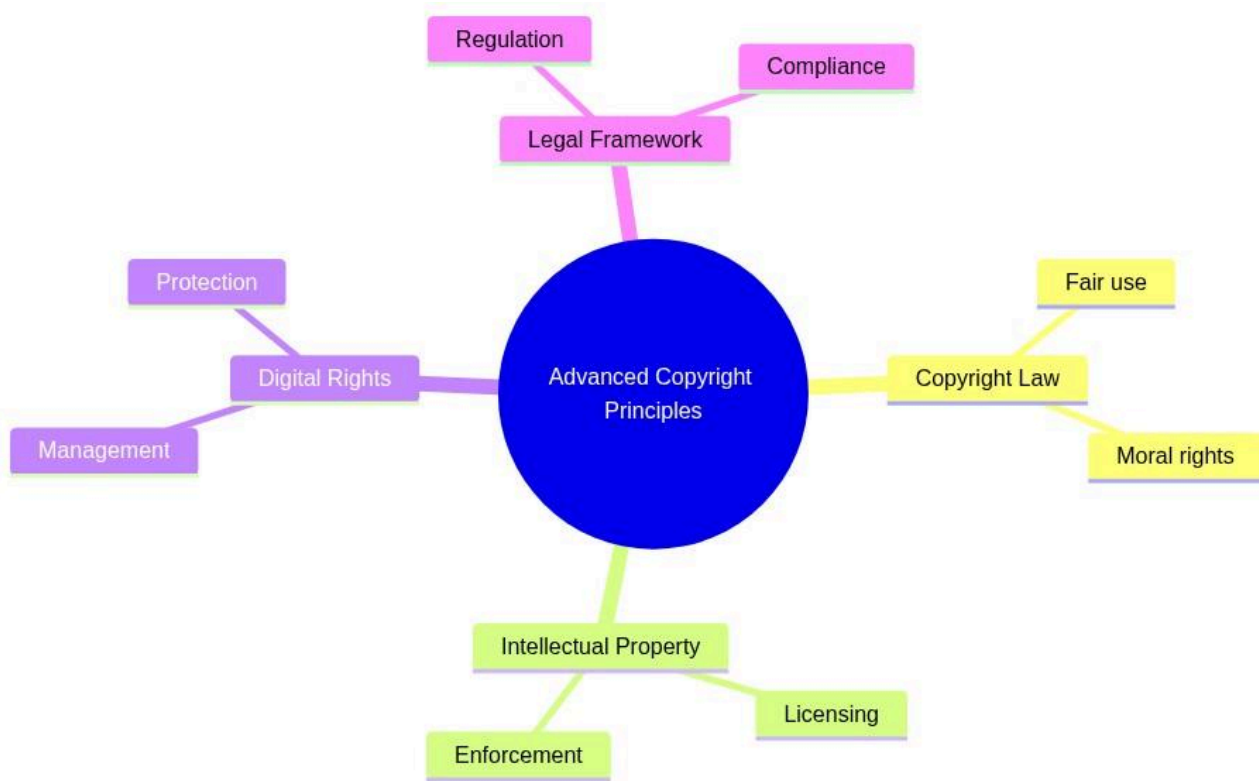 Regulation
Compliance
Legal Framework
Protection
Fair use
Digital Rights
Advanced Copyright
Principles
Copyright Law
Management
Moral rights
Intellectual Property
Licensing
Enforcement